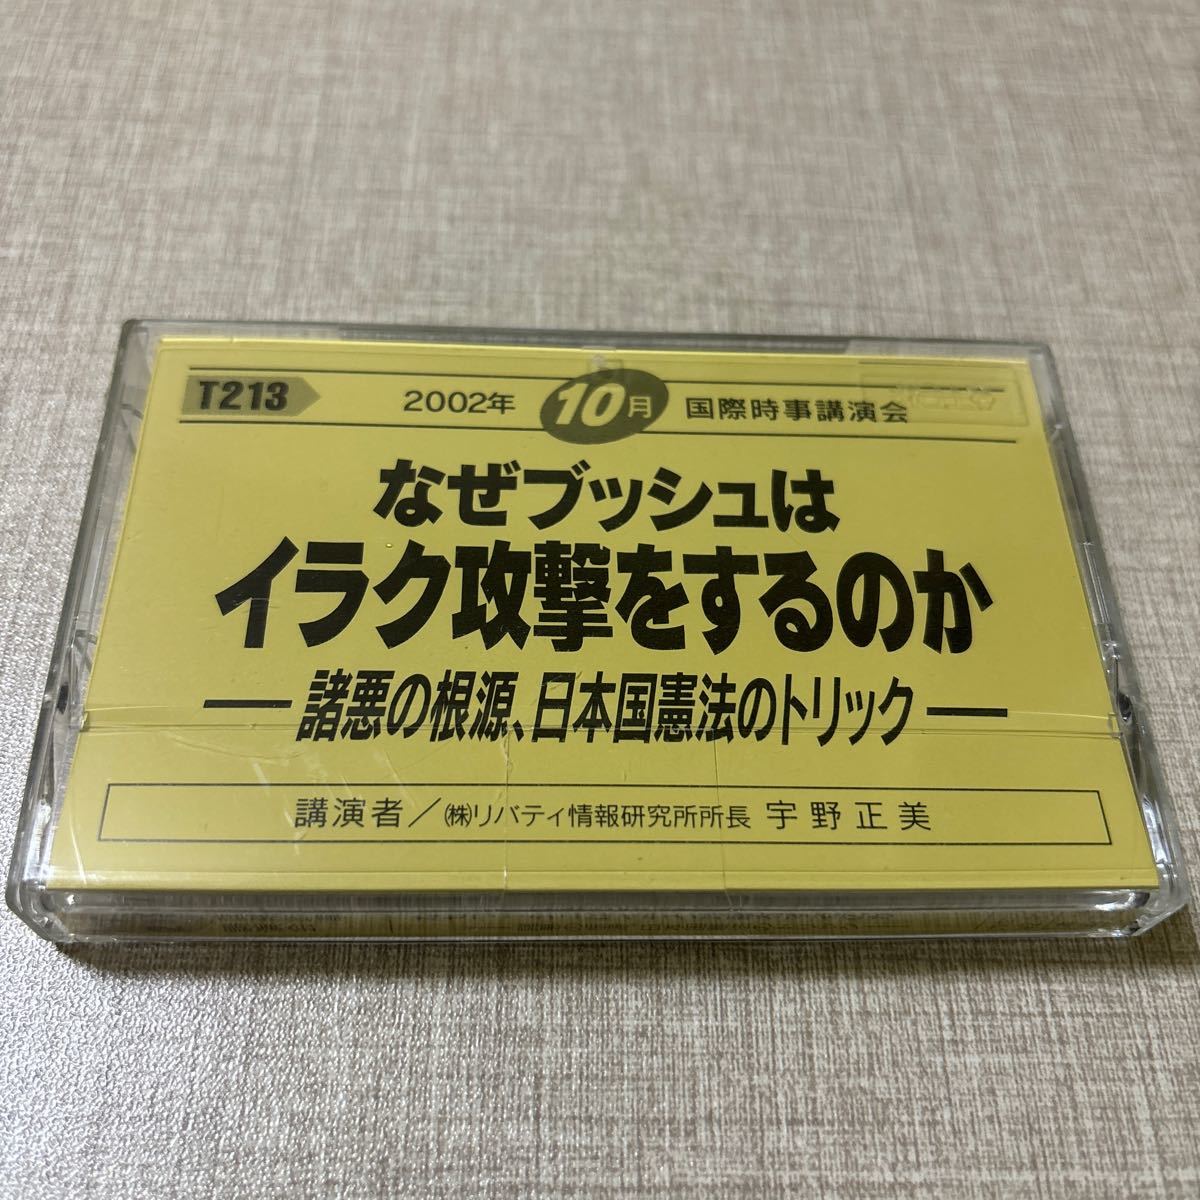 T213 2002年 10月 国際時事講演会
なぜブッシュは
イラク攻撃をするのか
― 諸悪の根源、日本国憲法のトリック ―
講演者／㈱リバティ情報研究所所長 宇野正美